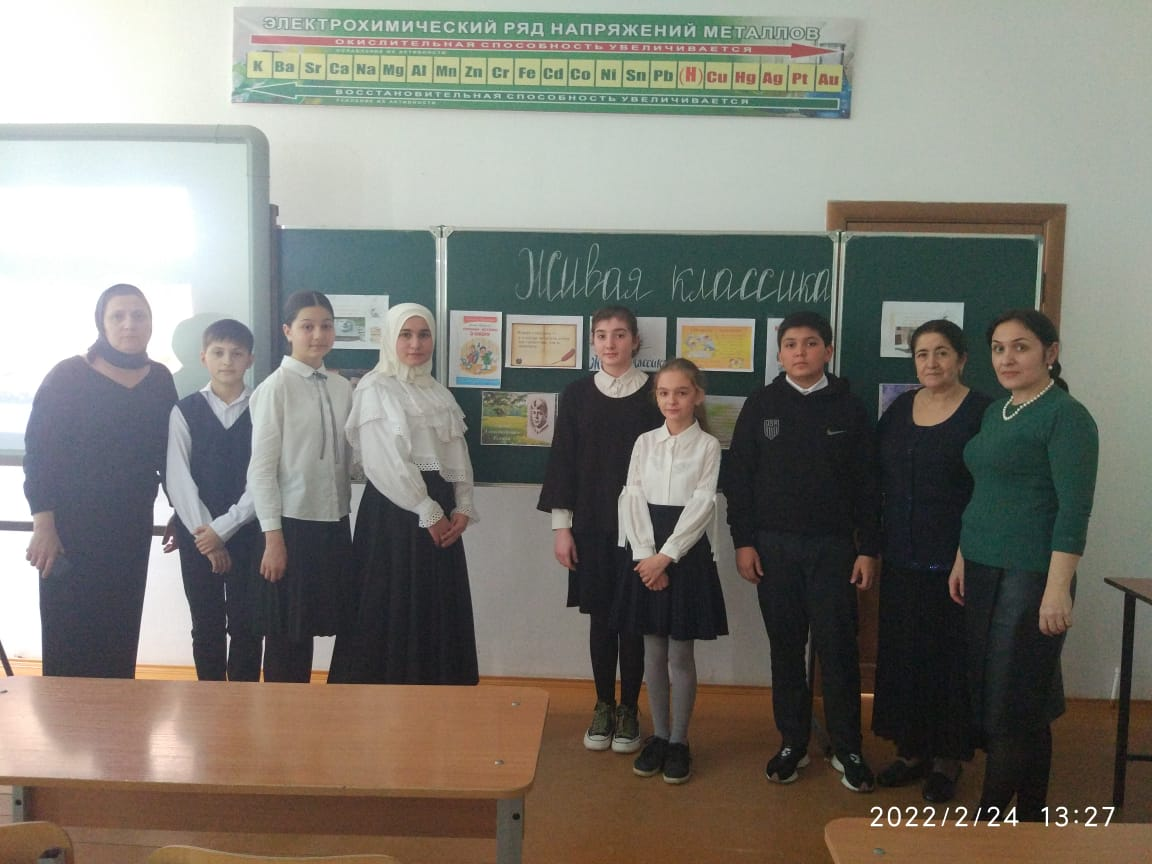 ЭЛЕКТРОХИМИЧЕСКИЙ РЯД НАПРЯЖЕНИЙ МЕТАЛЛОВ
ОКИСЛИТЕЛЬНАЯ СПОСОБНОСТЬ УВЕЛИЧИВАЕТСЯ
K Ba Sr Ca Na Mg Al Mn Zn Cr Fe Cd Co Ni Sn Pb (H) Cu Hg Ag Pt Au
ВОССТАНОВИТЕЛЬНАЯ СПОСОБНОСТЬ УВЕЛИЧИВАЕТСЯ
Живая классика
2022/2/24 13:27